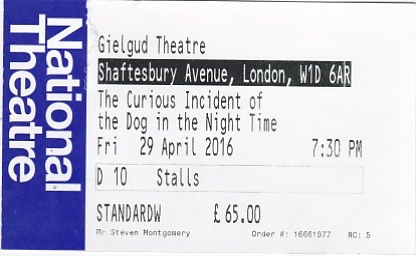 National
Theatre
Gielgud Theatre
Shaftesbury Avenue, London, W1D 6AR
The Curious Incident of
the Dog in the Night Time
Fri 29 April 2016 7:30 PM
D 10 Stalls
STANDARDW £65.00
Mr Steven Montgomery Order #: 16661977 RC: 5